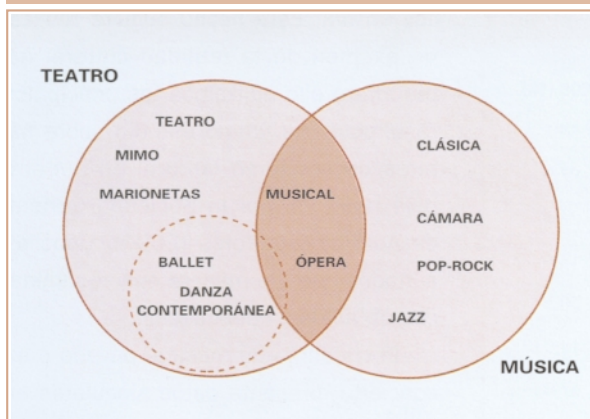 TEATRO
TEATRO
MIMO
MARIONETAS
BALLET
DANZA
CONTEMPORÁNEA
MUSICAL
ÓPERA
CLÁSICA
CÁMARA
POP-ROCK
JAZZ
MÚSICA